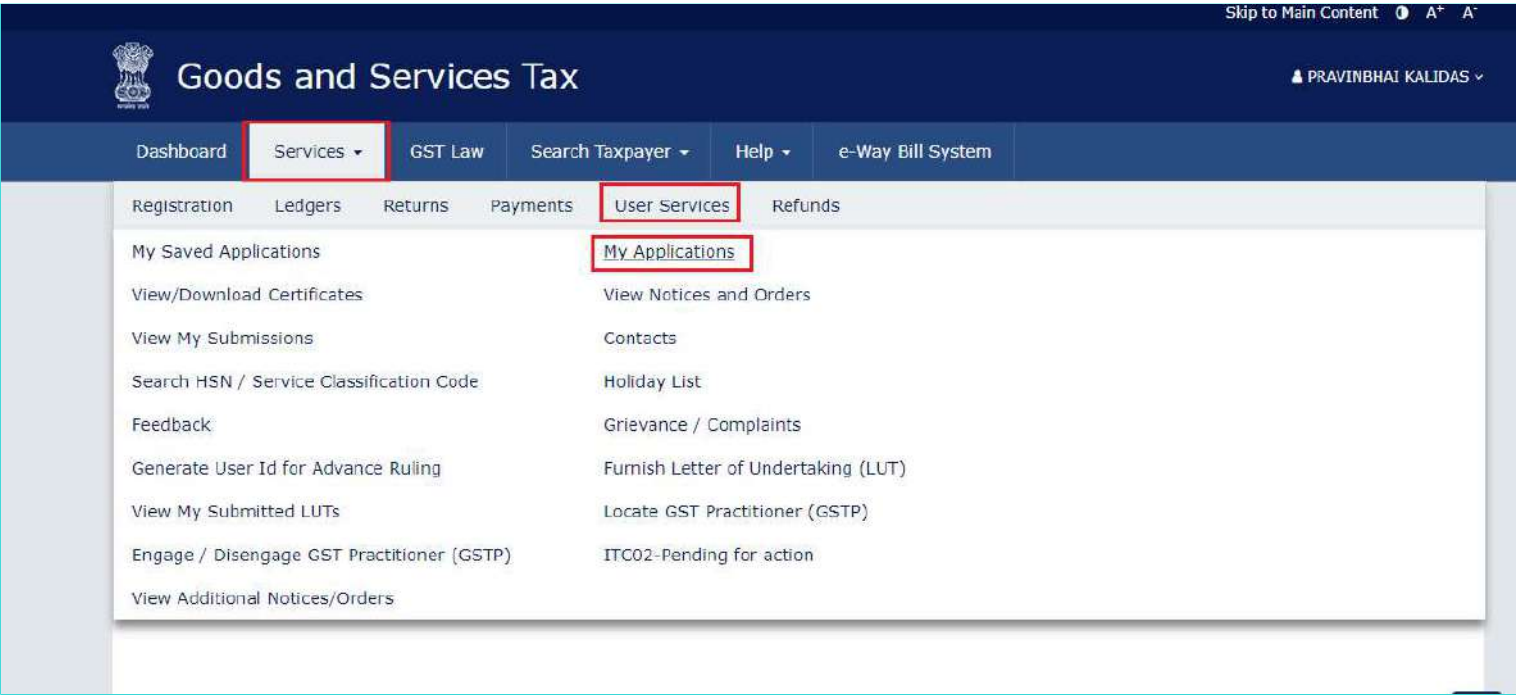 Skip to Main Content A+ A-
Goods and Services Tax
PRAVINBHAI KALIDAS
Dashboard Services GST Law Search Taxpayer Help e-Way Bill System
Registration Ledgers Returns Payments User Services Refunds
My Saved Applications My Applications
View/Download Certificates View Notices and Orders
View My Submissions Contacts
Search HSN / Service Classification Code Holiday List
Feedback Grievance / Complaints
Generate User Id for Advance Ruling Furnish Letter of Undertaking (LUT)
View My Submitted LUTs Locate GST Practitioner (GSTP)
Engage / Disengage GST Practitioner (GSTP) ITC02-Pending for action
View Additional Notices/Orders